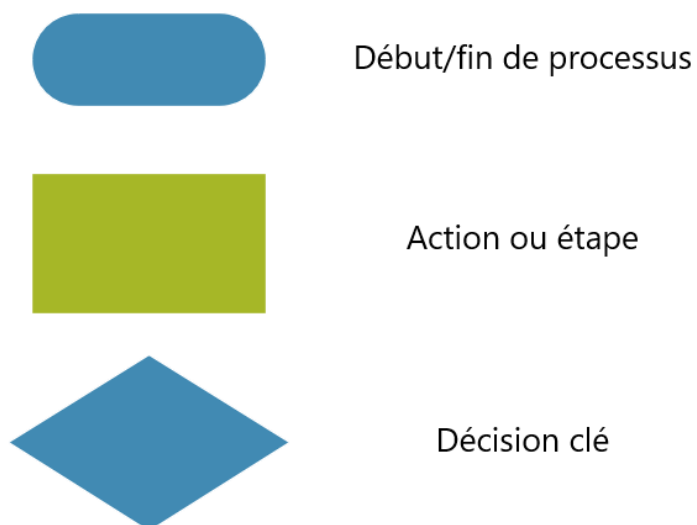 Début/fin de processus
Action ou étape
Décision clé